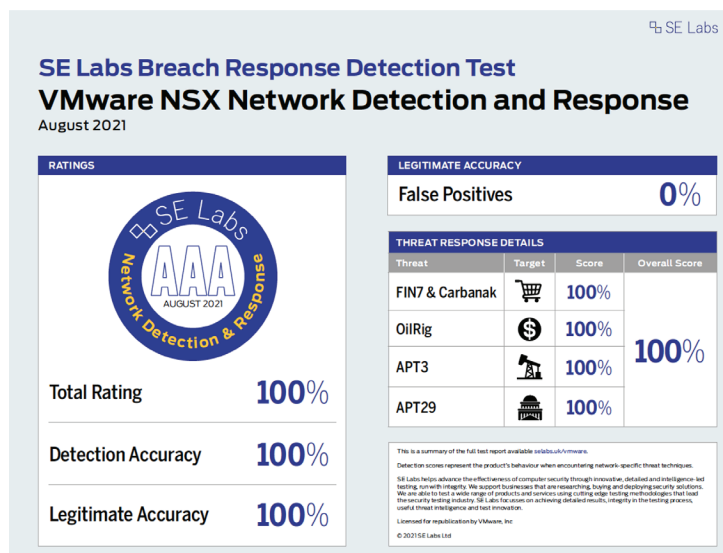 SE Labs
SE Labs Breach Response Detection Test
VMware NSX Network Detection and Response
August 2021
RATINGS
SE Labs
AAA
AUGUST 2021
Network Detection & Response
Total Rating 100%
Detection Accuracy 100%
Legitimate Accuracy 100%
LEGITIMATE ACCURACY
False Positives 0%
THREAT RESPONSE DETAILS
Threat Target Score Overall Score
FIN7 & Carbanak 100%
OilRig $ 100%
100%
APT3 100%
APT29 100%
This is a summary of the full test report available selabs.uk/vmware.
Detection scores represent the product's behaviour when encountering network-specific threat techniques.
SE Labs helps advance the effectiveness of computer security through innovative, detailed and intelligence-led
testing, run with integrity. We support businesses that are researching, buying and deploying security solutions.
We are able to test a wide range of products and services using cutting edge testing methodologies that lead
the security testing industry. SE Labs focusses on achieving detailed results, integrity in the testing process,
useful threat intelligence and test innovation.
Licensed for republication by VMware, Inc
© 2021 SE Labs Ltd